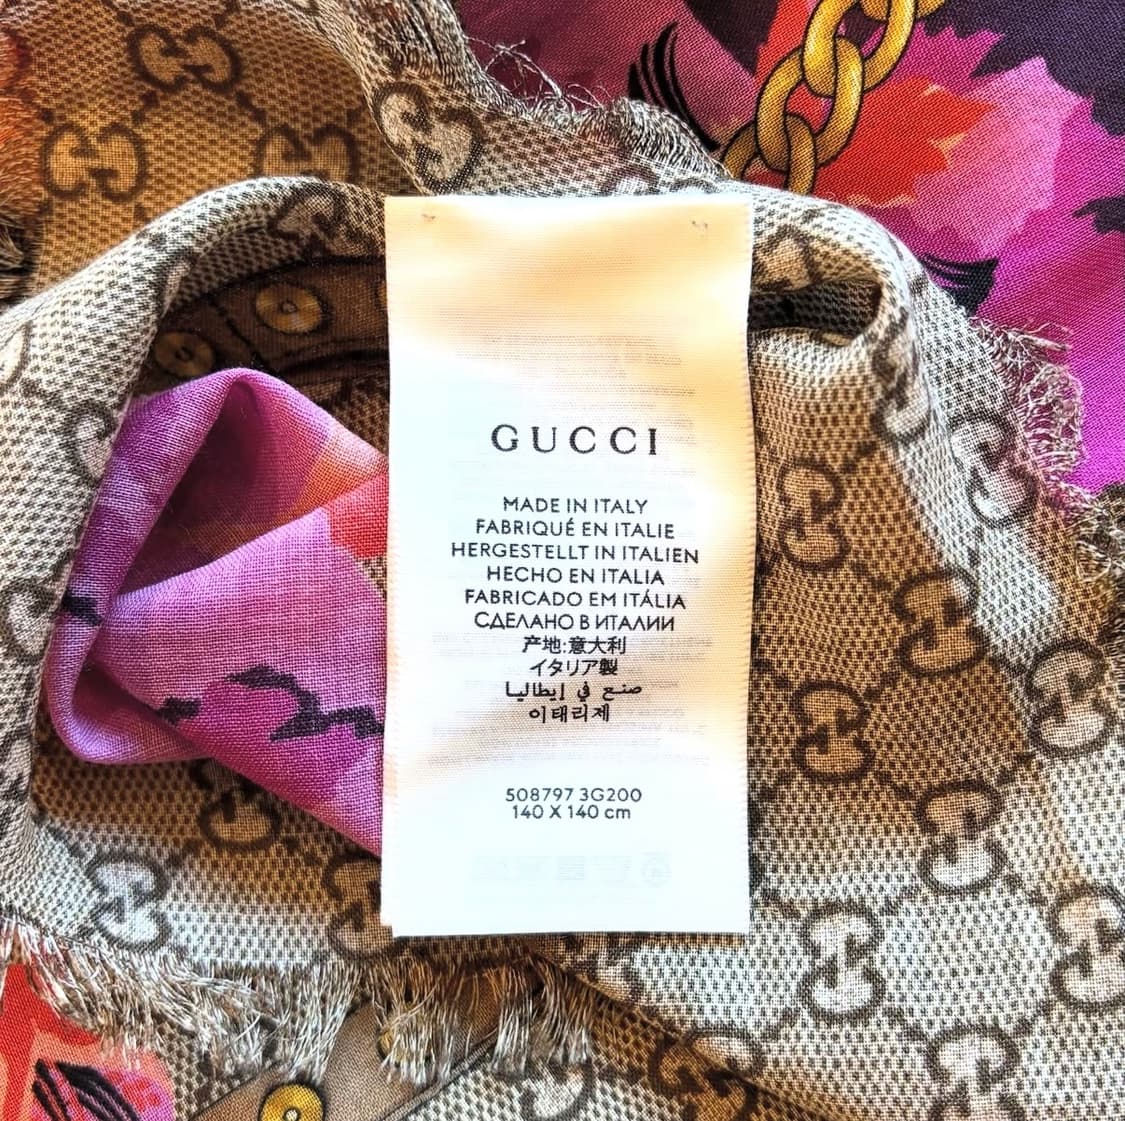 GUCCI
MADE IN ITALY
FABRIQUÉ EN ITALIE
HERGESTELLT IN ITALIEN
HECHO EN ITALIA
FABRICADO EM ITÁLIA
СДЕЛАНО В ИТАЛИИ
产地:意大利
イタリア製
صنع في إيطاليا
이태리제
508797 3G200
140 X 140 cm